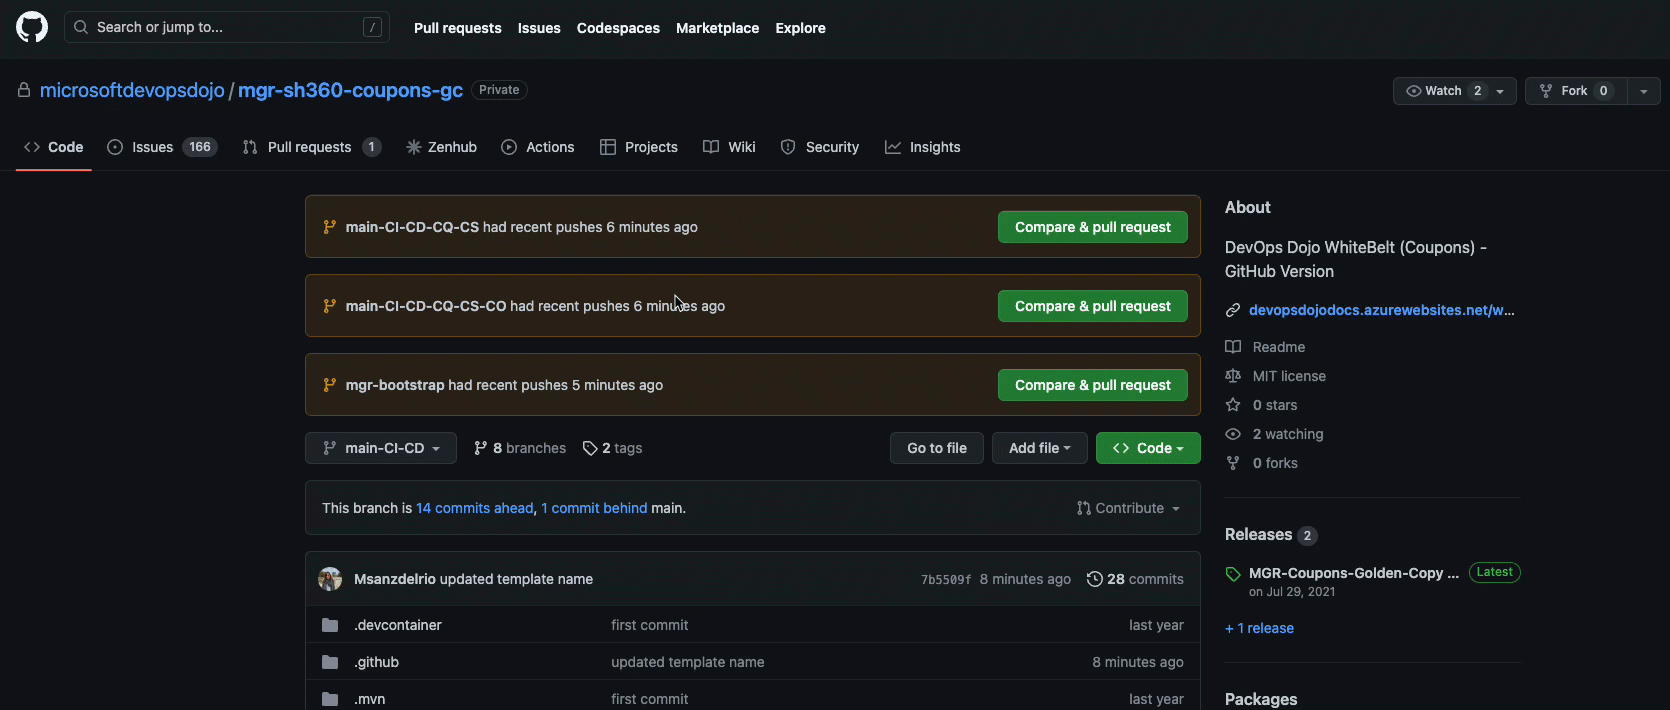 Search or jump to... /
Pull requests Issues Codespaces Marketplace Explore
microsoftdevopsdojo / mgr-sh360-coupons-gc Private
Watch 2 Fork 0
Code Issues 166 Pull requests 1 Zenhub Actions Projects Wiki Security Insights
main-CI-CD-CQ-CS had recent pushes 6 minutes ago Compare & pull request
main-CI-CD-CQ-CS-CO had recent pushes 6 minutes ago Compare & pull request
mgr-bootstrap had recent pushes 5 minutes ago Compare & pull request
main-CI-CD 8 branches 2 tags Go to file Add file Code
This branch is 14 commits ahead, 1 commit behind main. Contribute
Msanzdelrio updated template name 7b5509f 8 minutes ago 28 commits
.devcontainer first commit last year
.github updated template name 8 minutes ago
.mvn first commit last year
About
DevOps Dojo WhiteBelt (Coupons) -
GitHub Version
devopsdojodocs.azurewebsites.net/w...
Readme
MIT license
0 stars
2 watching
0 forks
Releases 2
MGR-Coupons-Golden-Copy ... Latest
on Jul 29, 2021
+ 1 release
Packages